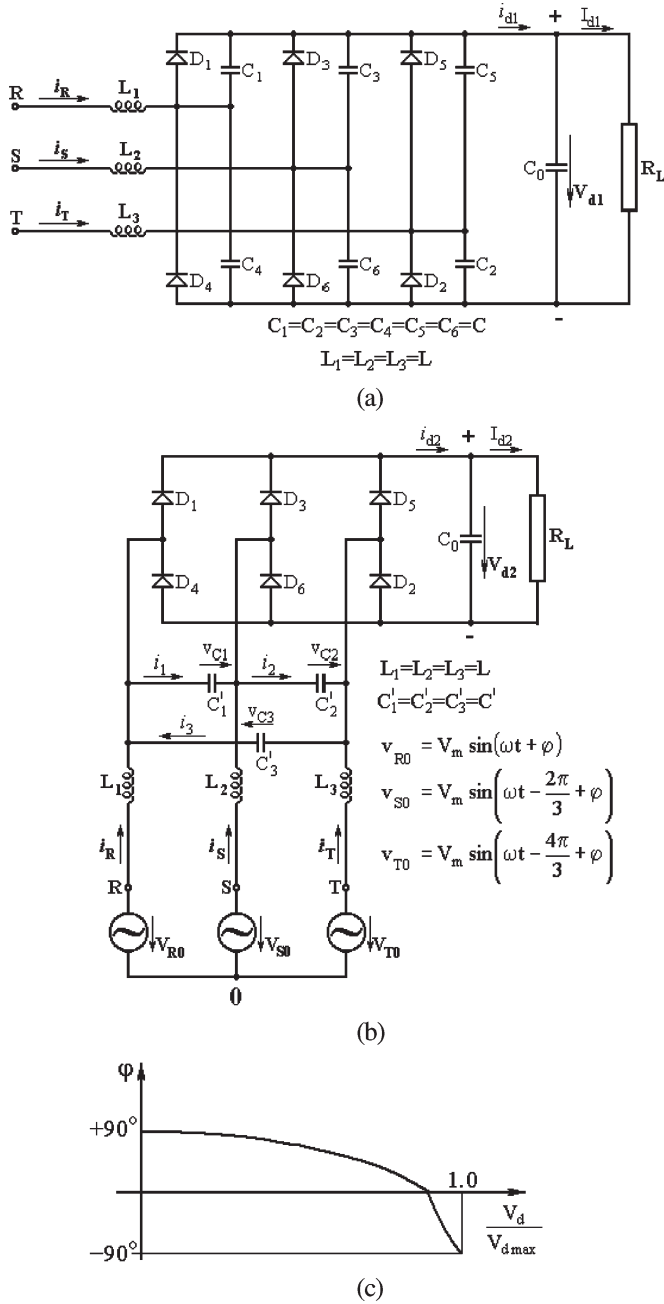 i_d1 + I_d1
D_1 C_1 D_3 C_3 D_5 C_5
R i_R L_1
S i_S L_2
T i_T L_3
C_0 V_d1 R_L
D_4 C_4 D_6 C_6 D_2 C_2
-
C_1=C_2=C_3=C_4=C_5=C_6=C
L_1=L_2=L_3=L
(a)
i_d2 + I_d2
D_1 D_3 D_5
C_0 V_d2 R_L
D_4 D_6 D_2
-
v_C1 v_C2
i_1 i_2
C'_1 C'_2
L_1=L_2=L_3=L
C'_1=C'_2=C'_3=C'
i_3 v_C3
C'_3
L_1 L_2 L_3
v_R0 = V_m sin(ωt + φ)
v_S0 = V_m sin(ωt - 2π/3 + φ)
v_T0 = V_m sin(ωt - 4π/3 + φ)
i_R i_S i_T
R S T
V_R0 V_S0 V_T0
0
(b)
φ
+90°
1.0
V_d / V_d max
-90°
(c)